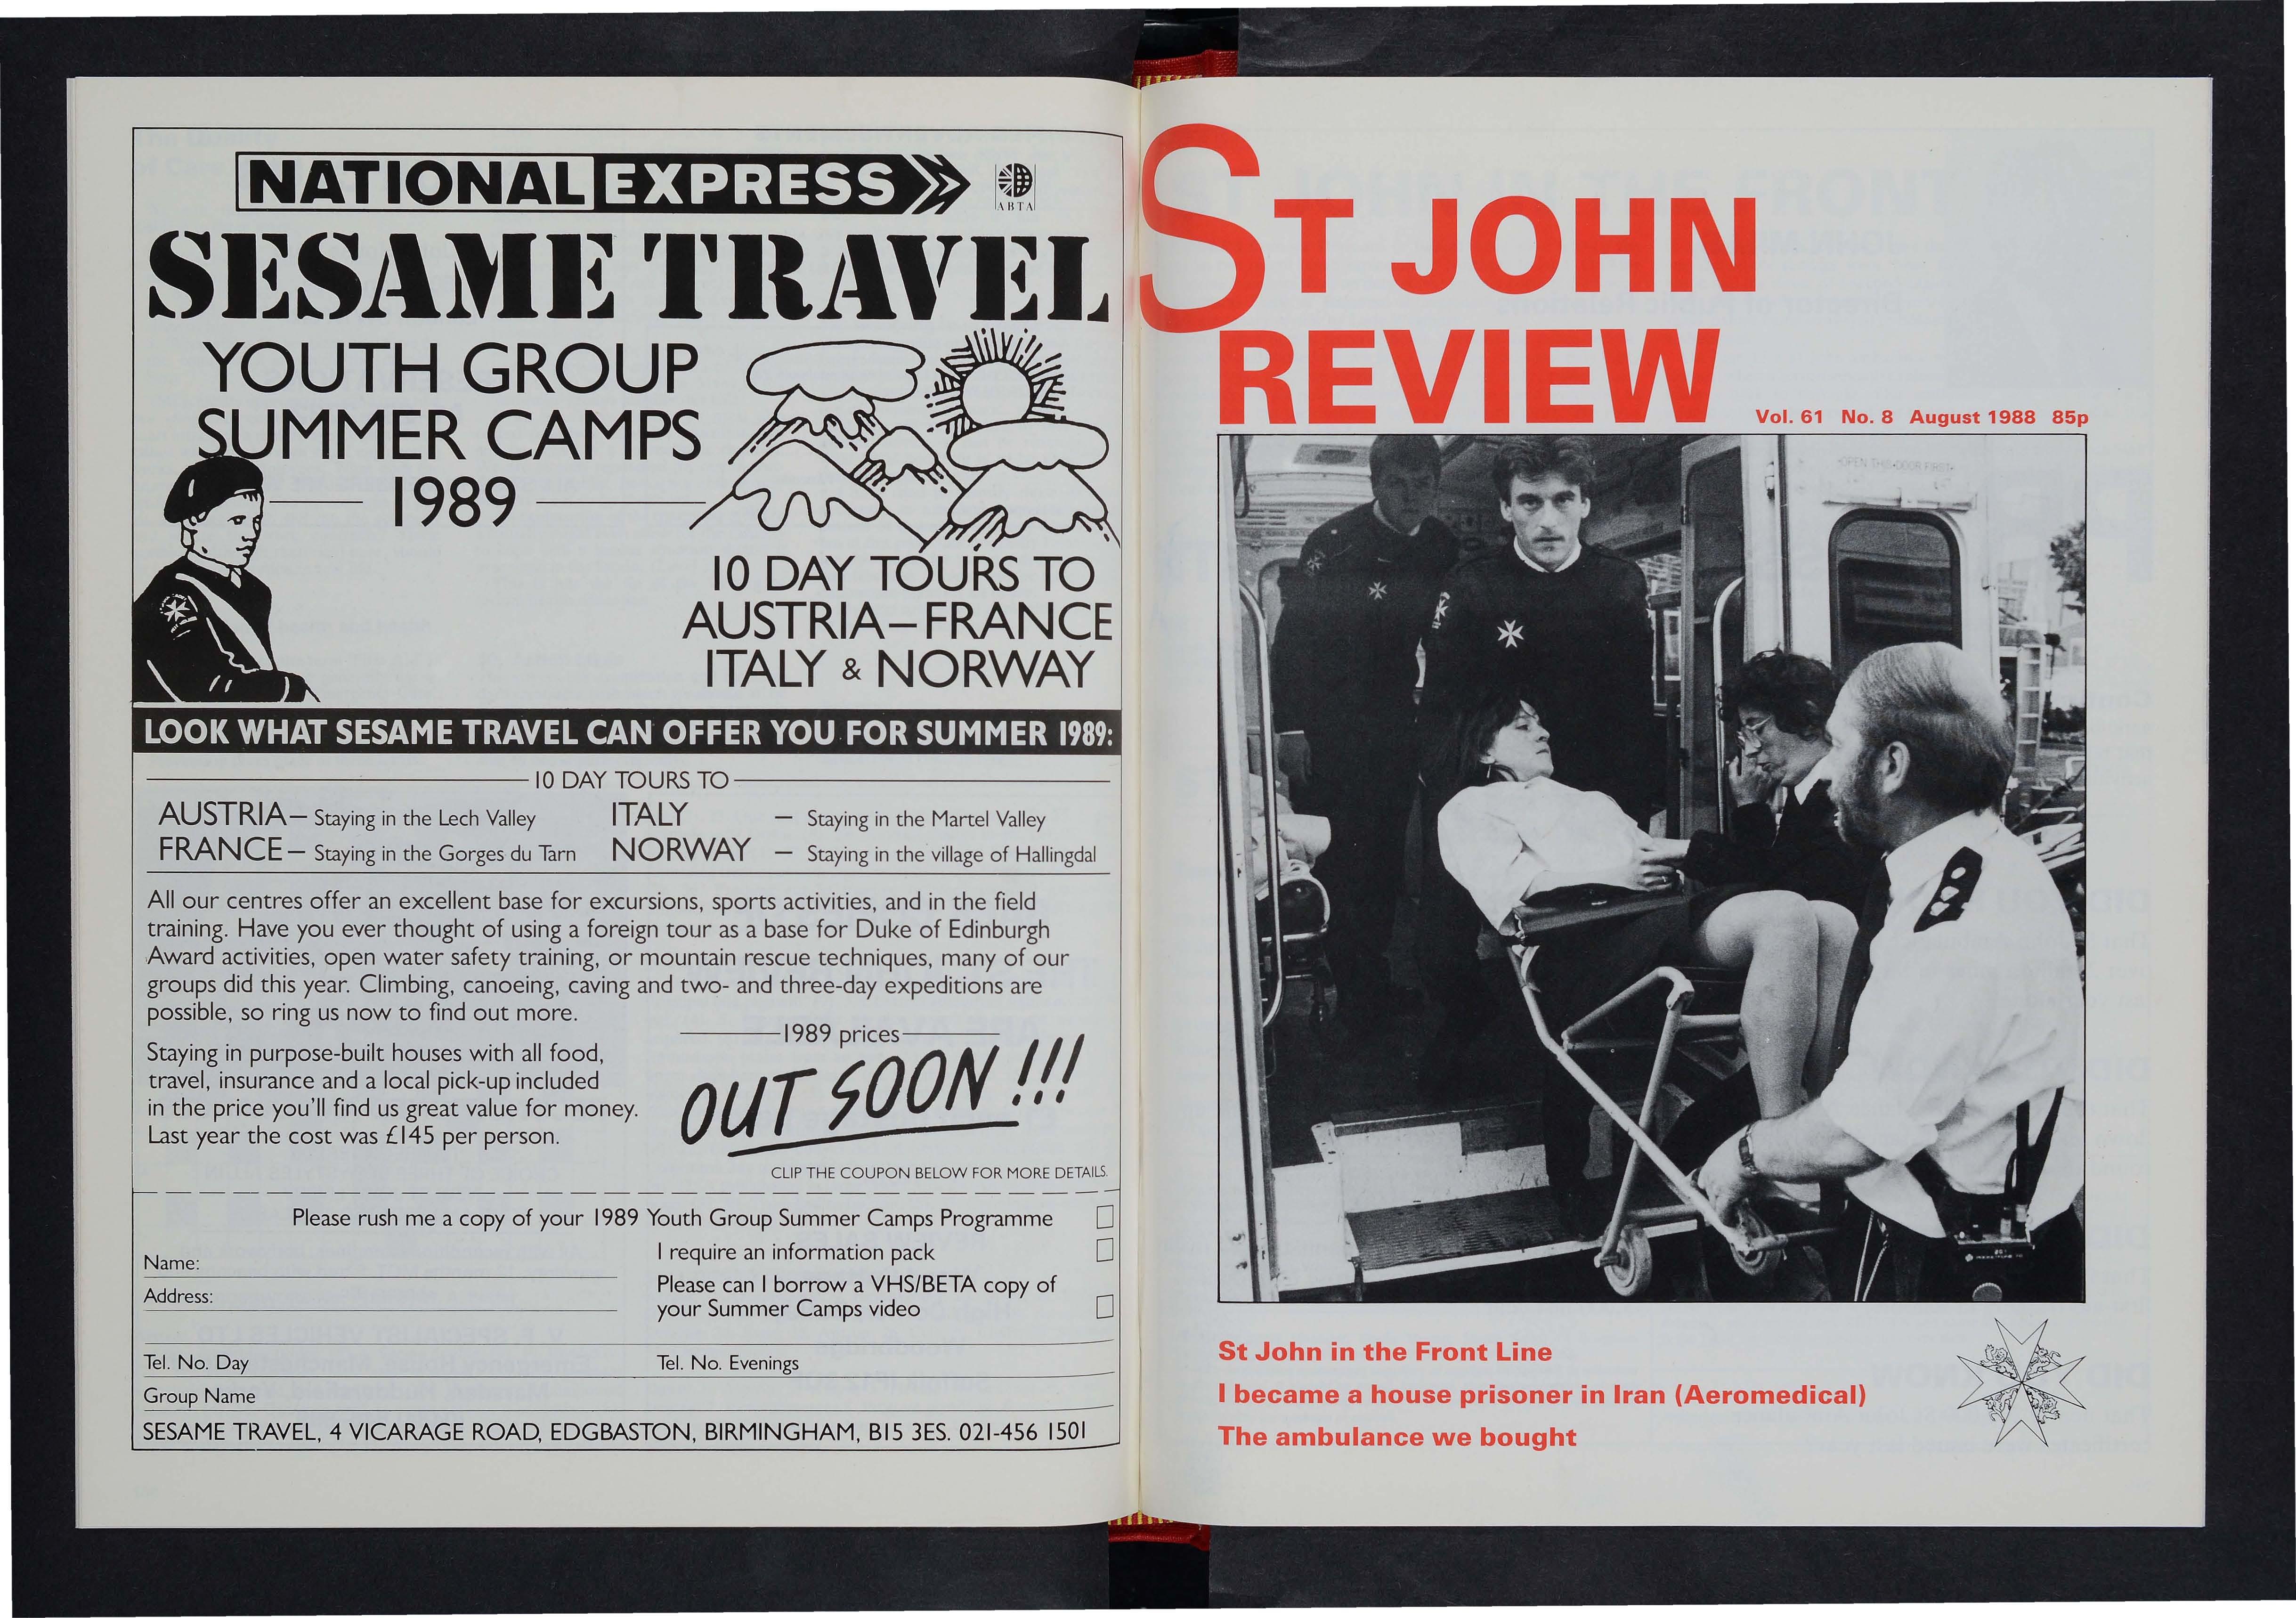 NATIONAL EXPRESS
ABTA
SESAME TRAVEL
YOUTH GROUP
SUMMER CAMPS
1989
10 DAY TOURS TO
AUSTRIA – FRANCE
ITALY & NORWAY
LOOK WHAT SESAME TRAVEL CAN OFFER YOU FOR SUMMER 1989:
10 DAY TOURS TO
AUSTRIA – Staying in the Lech Valley ITALY – Staying in the Martel Valley
FRANCE – Staying in the Gorges du Tarn NORWAY – Staying in the village of Hallingdal
All our centres offer an excellent base for excursions, sports activities, and in the field
training. Have you ever thought of using a foreign tour as a base for Duke of Edinburgh
Award activities, open water safety training, or mountain rescue techniques, many of our
groups did this year. Climbing, canoeing, caving and two- and three-day expeditions are
possible, so ring us now to find out more.
Staying in purpose-built houses with all food,
travel, insurance and a local pick-up included
in the price you'll find us great value for money.
Last year the cost was £145 per person.
1989 prices
OUT SOON!!!
CLIP THE COUPON BELOW FOR MORE DETAILS.
Please rush me a copy of your 1989 Youth Group Summer Camps Programme
I require an information pack
Name:
Please can I borrow a VHS/BETA copy of
your Summer Camps video
Address:
Tel. No. Day Tel. No. Evenings
Group Name
SESAME TRAVEL, 4 VICARAGE ROAD, EDGBASTON, BIRMINGHAM, B15 3ES. 021-456 1501
ST JOHN
REVIEW
Vol. 61 No. 8 August 1988 85p
OPEN THIS DOOR FIRST
St John in the Front Line
I became a house prisoner in Iran (Aeromedical)
The ambulance we bought